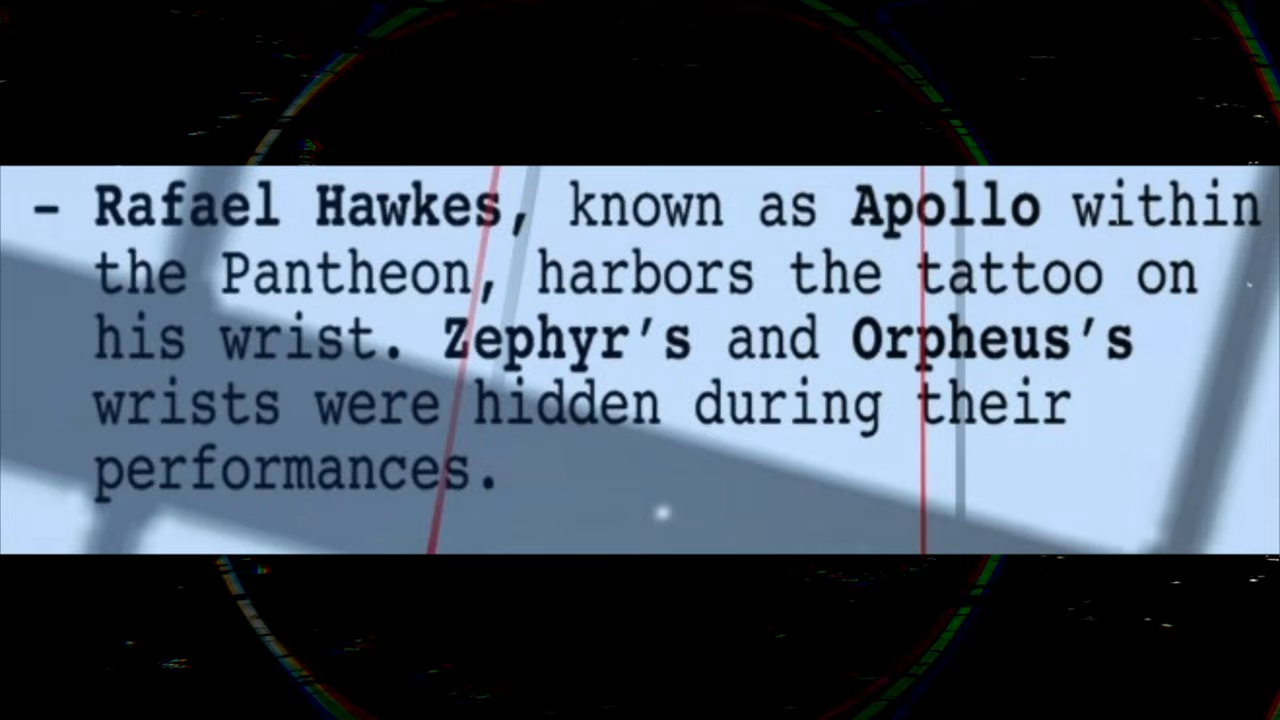 - Rafael Hawkes, known as Apollo within
the Pantheon, harbors the tattoo on
his wrist. Zephyr’s and Orpheus’s
wrists were hidden during their
performances.